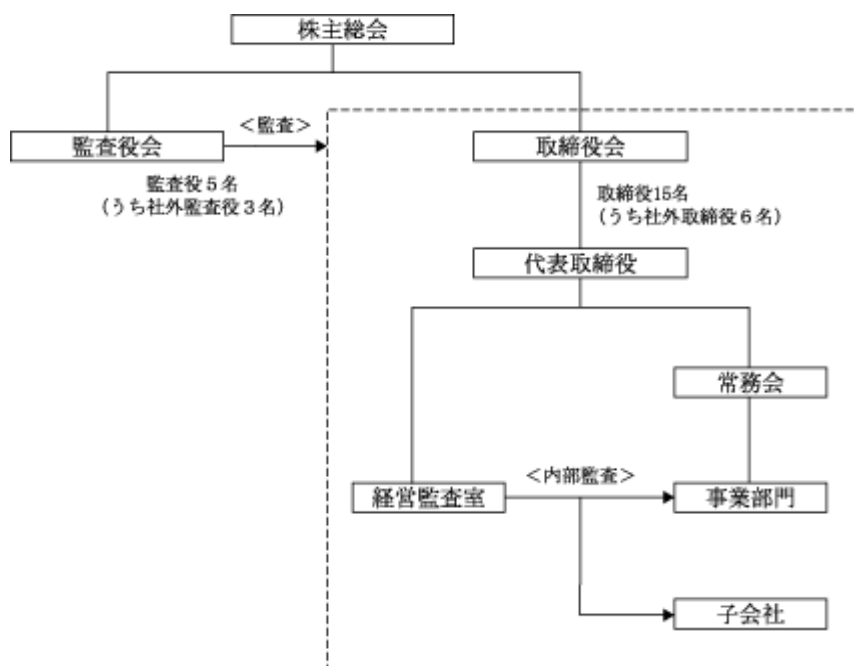 株主総会
監査役会
＜監査＞
取締役会
監査役５名
（うち社外監査役３名）
取締役15名
（うち社外取締役６名）
代表取締役
常務会
経営監査室
＜内部監査＞
事業部門
子会社